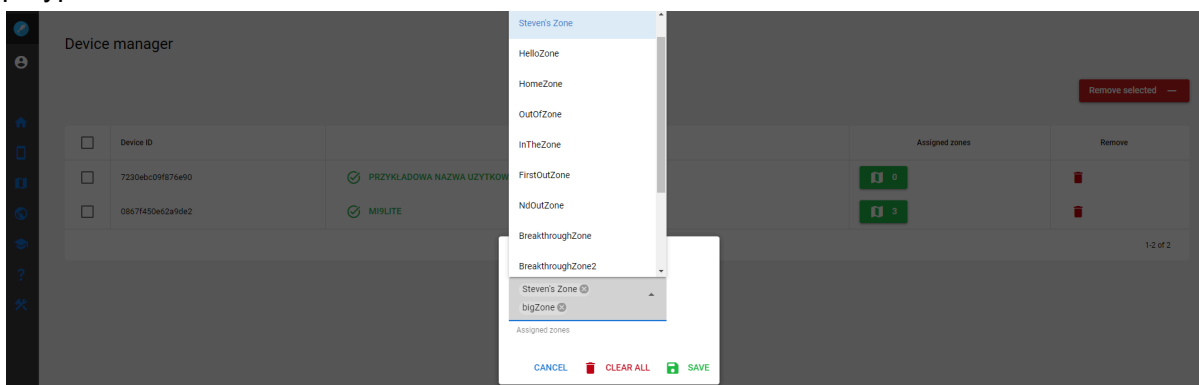 Device manager
Remove selected
Device ID
Assigned zones
Remove
7230ebc09f876e90
PRZYKŁADOWA NAZWA UZYTKOW
0
0867f450e62a9de2
MI9LITE
3
1-2 of 2
Steven's Zone
HelloZone
HomeZone
OutOfZone
InTheZone
FirstOutZone
NdOutZone
BreakthroughZone
BreakthroughZone2
Steven's Zone
bigZone
Assigned zones
CANCEL
CLEAR ALL
SAVE